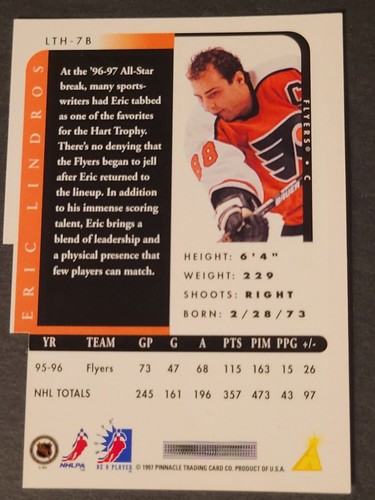 LTH-7B
ERIC LINDROS
At the '96-97 All-Star
break, many sports-
writers had Eric tabbed
as one of the favorites
for the Hart Trophy.
There's no denying that
the Flyers began to jell
after Eric returned to
the lineup. In addition
to his immense scoring
talent, Eric brings a
blend of leadership and
a physical presence that
few players can match.
FLYERS® • C
88
HEIGHT: 6'4"
WEIGHT: 229
SHOOTS: RIGHT
BORN: 2/28/73
YR TEAM GP G A PTS PIM PPG +/-
95-96 Flyers 73 47 68 115 163 15 26
NHL TOTALS 245 161 196 357 473 43 97
NHLPA
BE A PLAYER
© 1997 PINNACLE TRADING CARD CO. PRODUCT OF U.S.A.